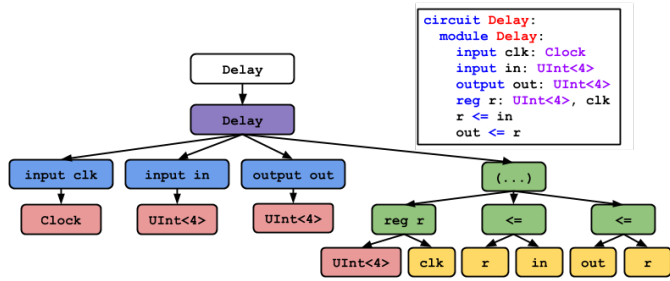 circuit Delay:
module Delay:
input clk: Clock
input in: UInt<4>
output out: UInt<4>
reg r: UInt<4>, clk
r <= in
out <= r
Delay
Delay
input clk
input in
output out
(...)
Clock
UInt<4>
UInt<4>
reg r
<=
<=
UInt<4>
clk
r
in
out
r